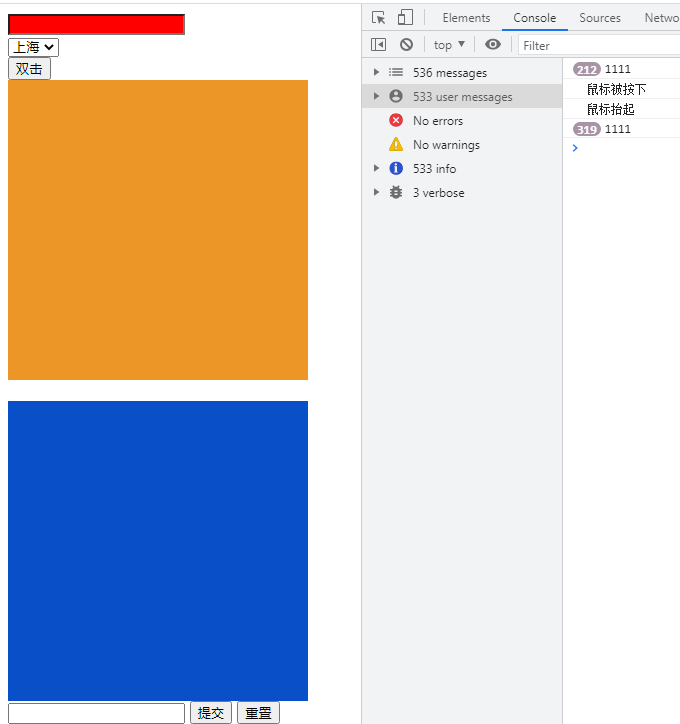 上海
双击
提交 重置
Elements Console Sources Netwo
top Filter
536 messages
533 user messages
No errors
No warnings
533 info
3 verbose
212 1111
鼠标被按下
鼠标抬起
319 1111